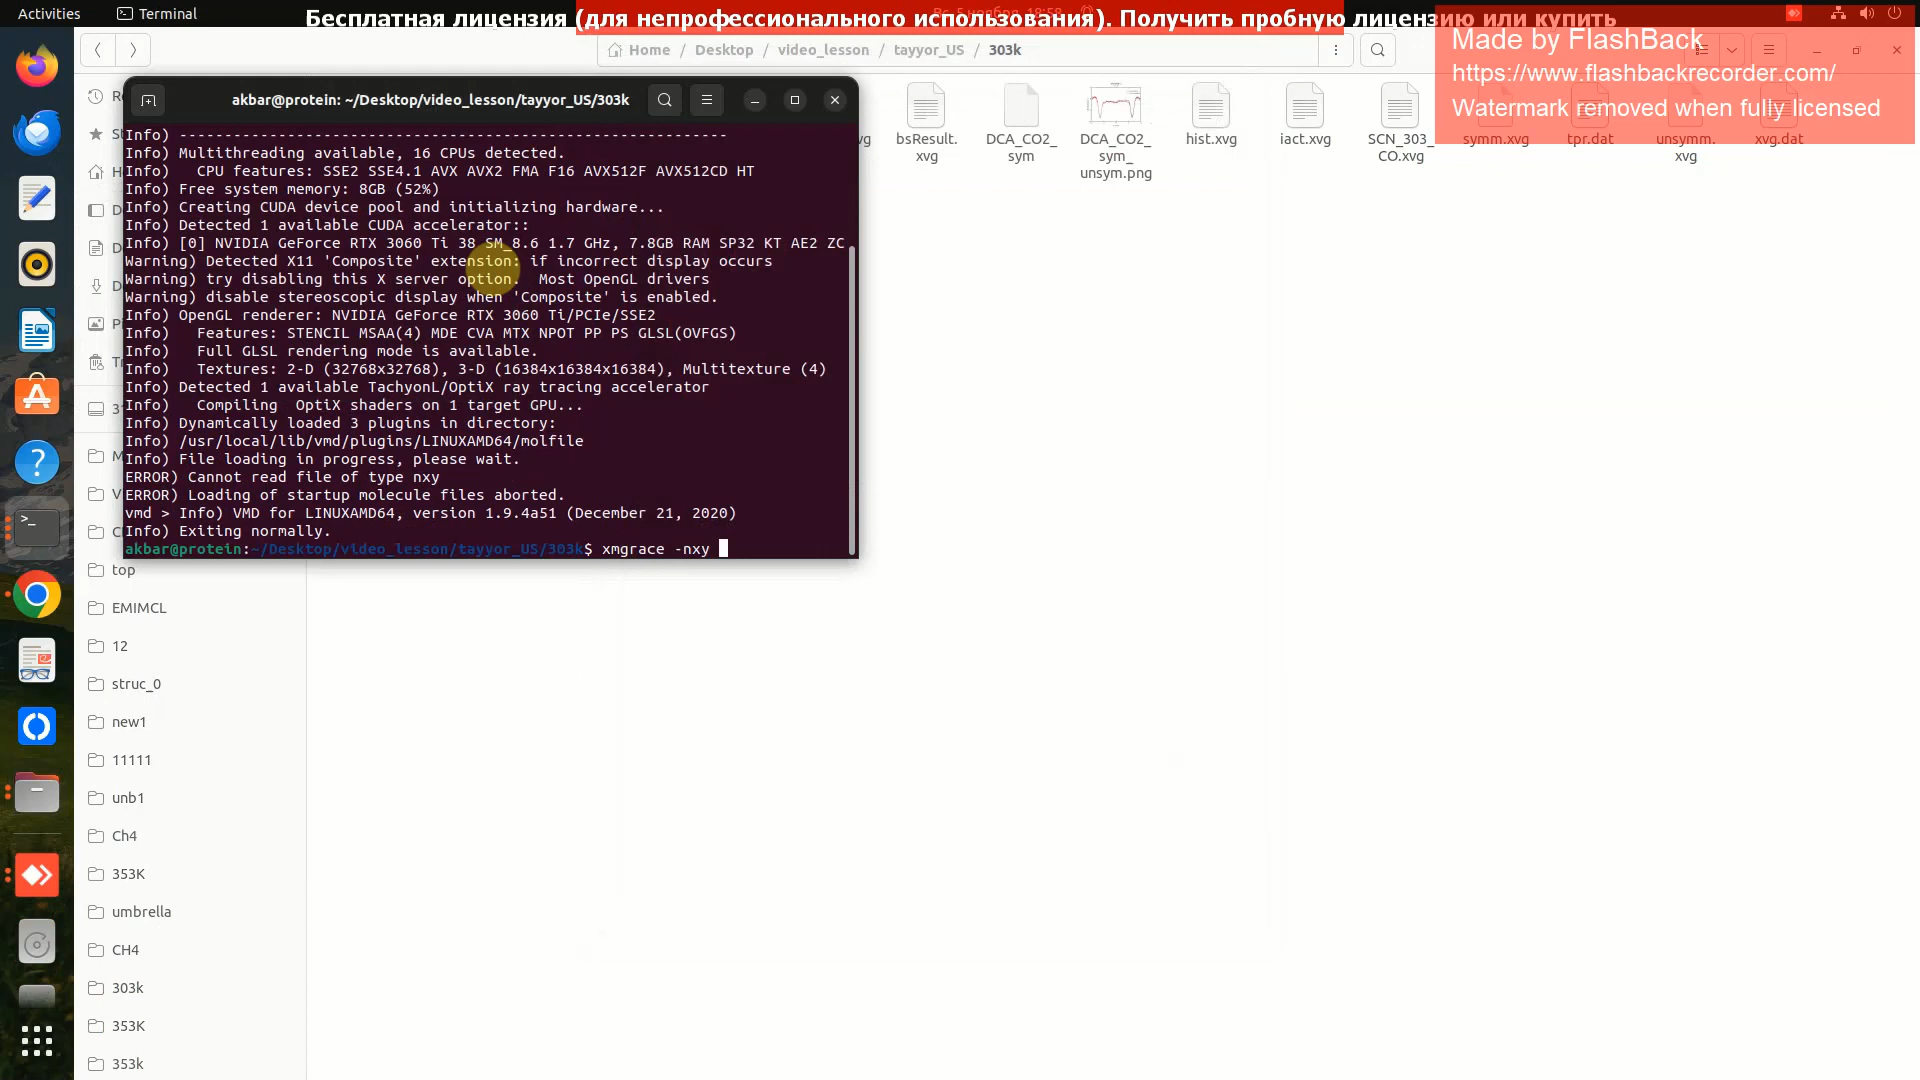 Activities
Terminal
Бесплатная лицензия (для непрофессионального использования). Получить пробную лицензию или купить
Made by FlashBack
https://www.flashbackrecorder.com/
Watermark removed when fully licensed
Home / Desktop / video_lesson / tayyor_US / 303k
akbar@protein: ~/Desktop/video_lesson/tayyor_US/303k
Info) -------------------------------------------------------------
Info) Multithreading available, 16 CPUs detected.
Info)   CPU features: SSE2 SSE4.1 AVX AVX2 FMA F16 AVX512F AVX512CD HT
Info) Free system memory: 8GB (52%)
Info) Creating CUDA device pool and initializing hardware...
Info) Detected 1 available CUDA accelerator::
Info) [0] NVIDIA GeForce RTX 3060 Ti 38 SM_8.6 1.7 GHz, 7.8GB RAM SP32 KT AE2 ZC
Warning) Detected X11 'Composite' extension: if incorrect display occurs
Warning) try disabling this X server option.  Most OpenGL drivers
Warning) disable stereoscopic display when 'Composite' is enabled.
Info) OpenGL renderer: NVIDIA GeForce RTX 3060 Ti/PCIe/SSE2
Info)   Features: STENCIL MSAA(4) MDE CVA MTX NPOT PP PS GLSL(OVFGS)
Info)   Full GLSL rendering mode is available.
Info)   Textures: 2-D (32768x32768), 3-D (16384x16384x16384), Multitexture (4)
Info) Detected 1 available TachyonL/OptiX ray tracing accelerator
Info)   Compiling  OptiX shaders on 1 target GPU...
Info) Dynamically loaded 3 plugins in directory:
Info) /usr/local/lib/vmd/plugins/LINUXAMD64/molfile
Info) File loading in progress, please wait.
ERROR) Cannot read file of type nxy
ERROR) Loading of startup molecule files aborted.
vmd > Info) VMD for LINUXAMD64, version 1.9.4a51 (December 21, 2020)
Info) Exiting normally.
akbar@protein:~/Desktop/video_lesson/tayyor_US/303k$ xmgrace -nxy
vg
bsResult.
xvg
DCA_CO2_
sym
DCA_CO2_
sym_
unsym.png
hist.xvg
iact.xvg
SCN_303_
CO.xvg
symm.xvg
tpr.dat
unsymm.
xvg
xvg.dat
top
EMIMCL
12
struc_0
new1
11111
unb1
Ch4
353K
umbrella
CH4
303k
353K
353k